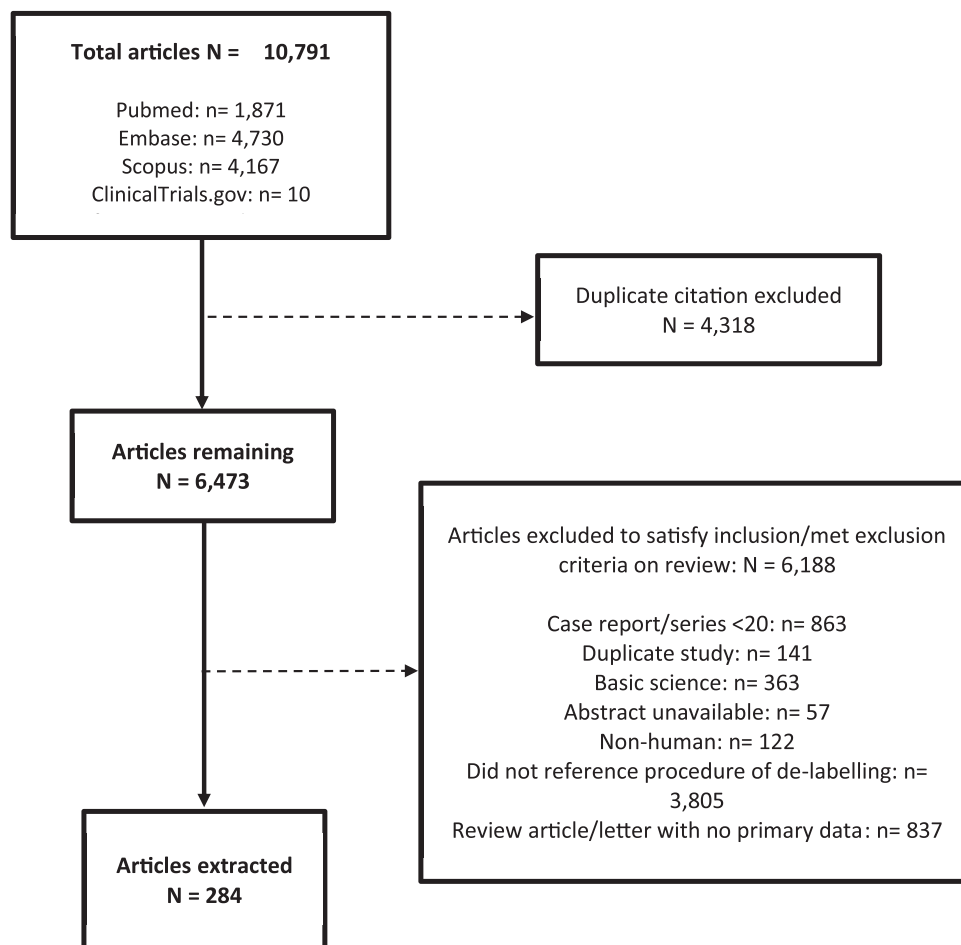 Total articles N = 10,791
Pubmed: n= 1,871
Embase: n= 4,730
Scopus: n= 4,167
ClinicalTrials.gov: n= 10
Duplicate citation excluded
N = 4,318
Articles remaining
N = 6,473
Articles excluded to satisfy inclusion/met exclusion
criteria on review: N = 6,188
Case report/series <20: n= 863
Duplicate study: n= 141
Basic science: n= 363
Abstract unavailable: n= 57
Non-human: n= 122
Did not reference procedure of de-labelling: n=
3,805
Review article/letter with no primary data: n= 837
Articles extracted
N = 284